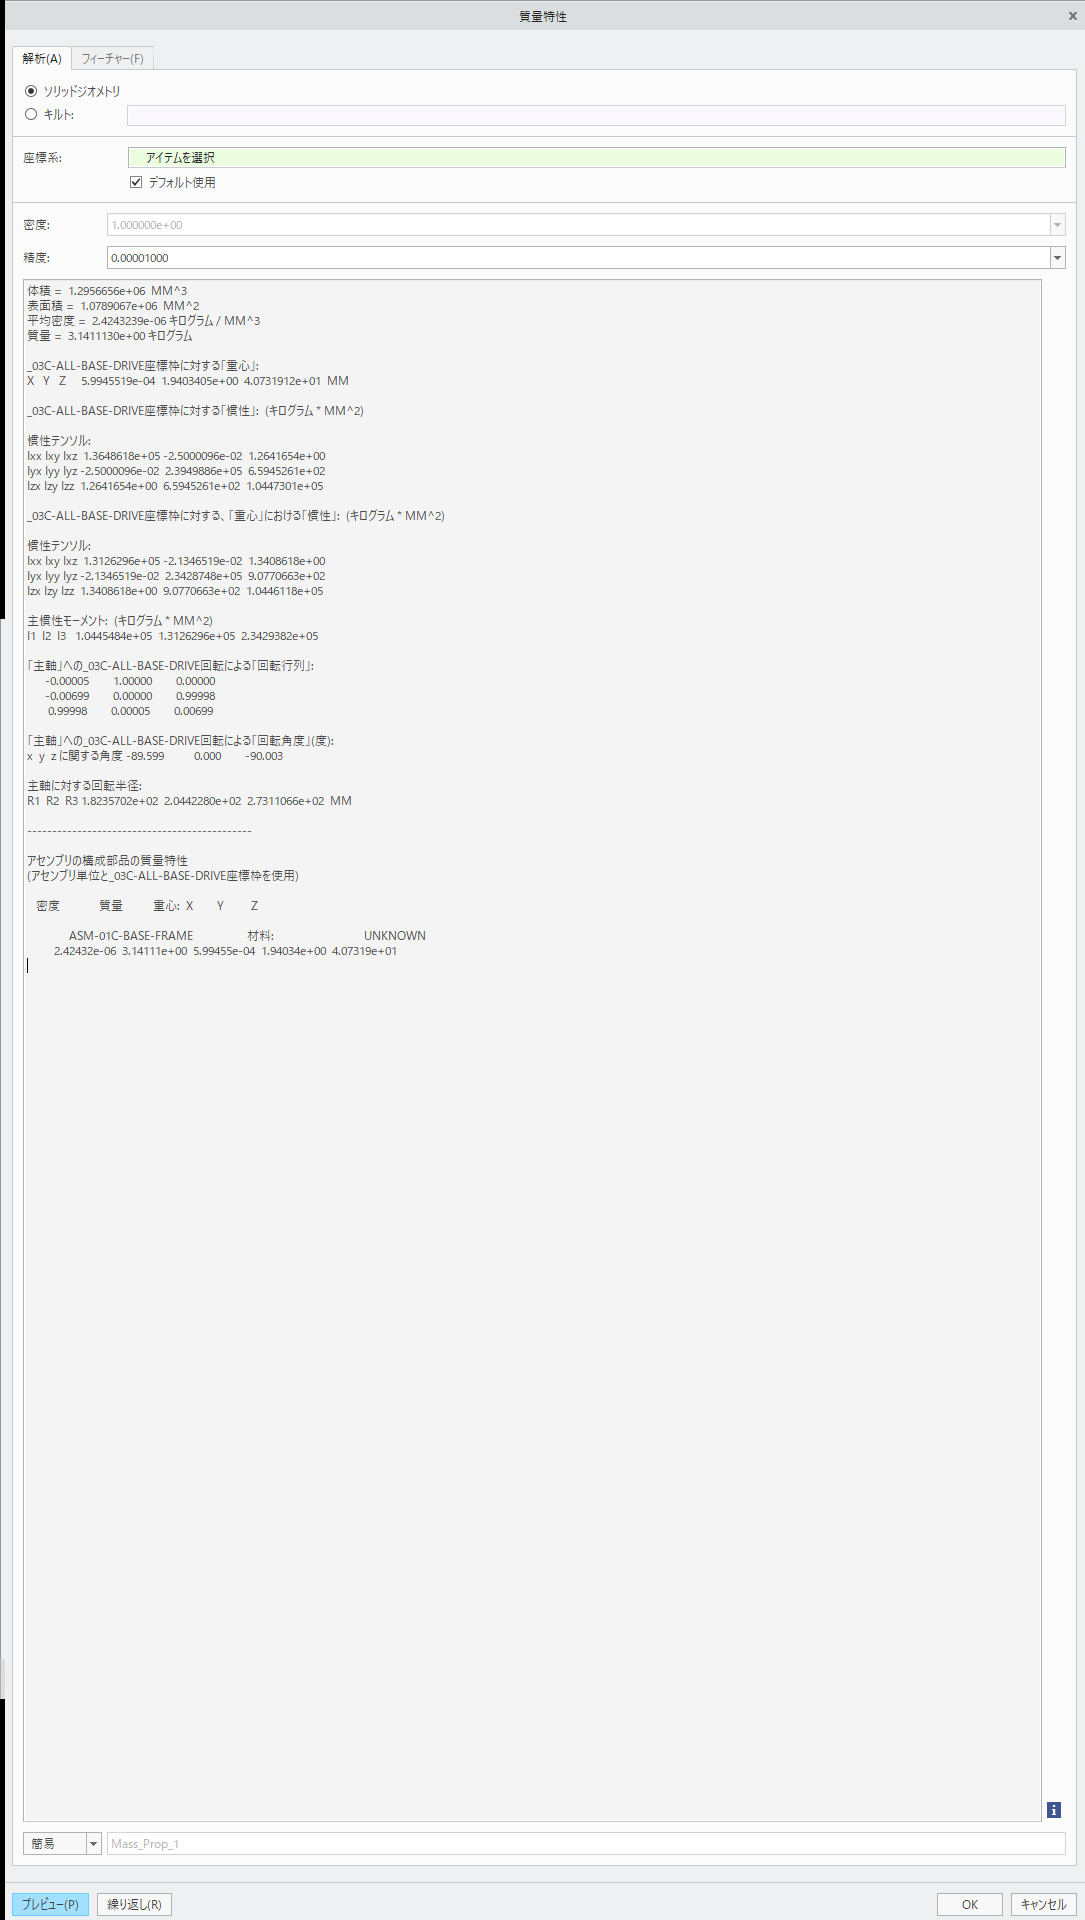 質量特性
x
解析(A) フィーチャー(F)
ソリッドジオメトリ
キルト:
座標系: アイテムを選択
デフォルト使用
密度: 1.000000e+00
精度: 0.00001000
体積 = 1.2956656e+06 MM^3
表面積 = 1.0789067e+06 MM^2
平均密度 = 2.4243239e-06 キログラム / MM^3
質量 = 3.1411130e+00 キログラム
_03C-ALL-BASE-DRIVE座標枠に対する「重心」:
X Y Z 5.9945519e-04 1.9403405e+00 4.0731912e+01 MM
_03C-ALL-BASE-DRIVE座標枠に対する「慣性」: (キログラム * MM^2)
慣性テンソル:
Ixx Ixy Ixz 1.3648618e+05 -2.5000096e-02 1.2641654e+00
Iyx Iyy Iyz -2.5000096e-02 2.3949886e+05 6.5945261e+02
Izx Izy Izz 1.2641654e+00 6.5945261e+02 1.0447301e+05
_03C-ALL-BASE-DRIVE座標枠に対する、「重心」における「慣性」: (キログラム * MM^2)
慣性テンソル:
Ixx Ixy Ixz 1.3126296e+05 -2.1346519e-02 1.3408618e+00
Iyx Iyy Iyz -2.1346519e-02 2.3428748e+05 9.0770663e+02
Izx Izy Izz 1.3408618e+00 9.0770663e+02 1.0446118e+05
主慣性モーメント: (キログラム * MM^2)
I1 I2 I3 1.0445484e+05 1.3126296e+05 2.3429382e+05
「主軸」への_03C-ALL-BASE-DRIVE回転による「回転行列」:
-0.00005 1.00000 0.00000
-0.00699 0.00000 0.99998
0.99998 0.00005 0.00699
「主軸」への_03C-ALL-BASE-DRIVE回転による「回転角度」(度):
x y z に関する角度 -89.599 0.000 -90.003
主軸に対する回転半径:
R1 R2 R3 1.8235702e+02 2.0442280e+02 2.7311066e+02 MM
---------------------------------------------
アセンブリの構成部品の質量特性
(アセンブリ単位と_03C-ALL-BASE-DRIVE座標枠を使用)
密度 質量 重心: X Y Z
ASM-01C-BASE-FRAME 材料: UNKNOWN
2.42432e-06 3.14111e+00 5.99455e-04 1.94034e+00 4.07319e+01
i
簡易 Mass_Prop_1
プレビュー(P) 繰り返し(R) OK キャンセル